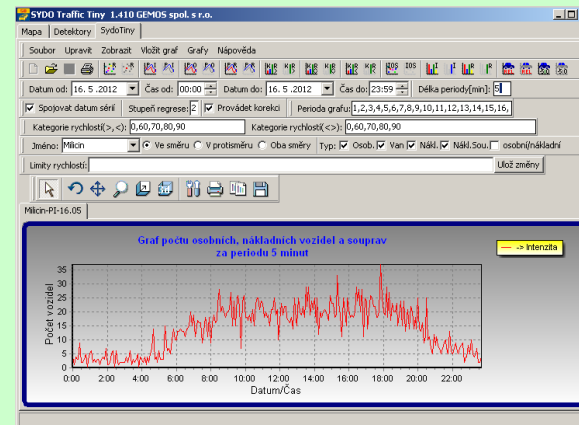 SYDO Traffic Tiny 1.410 GEMOS spol. s r.o.
Mapa Detektory SydoTiny
Soubor Upravit Zobrazit Vložit graf Grafy Nápověda
Datum od: 16. 5 .2012 Čas od: 00:00 Datum do: 16. 5 .2012 Čas do: 23:59 Délka periody[min]: 5
Spojovat datum sérií Stupeň regrese: 2 Provádět korekci Perioda grafu: 1,2,3,4,5,6,7,8,9,10,11,12,13,14,15,16,
Kategorie rychlostí(>,<): 0,60,70,80,90 Kategorie rychlostí(<>): 0,60,70,80,90
Jméno: Milicin Ve směru V protisměru Oba směry Typ: Osob. Van Nákl. Nákl.Sou. osobní/nákladní
Limity rychlostí: Ulož změny
Milicin-PI-16.05
Graf počtu osobních, nákladních vozidel a souprav
za periodu 5 minut
-> Intenzita
Počet vozidel
35
30
25
20
15
10
5
0
0:00 2:00 4:00 6:00 8:00 10:00 12:00 14:00 16:00 18:00 20:00 22:00
Datum/Čas